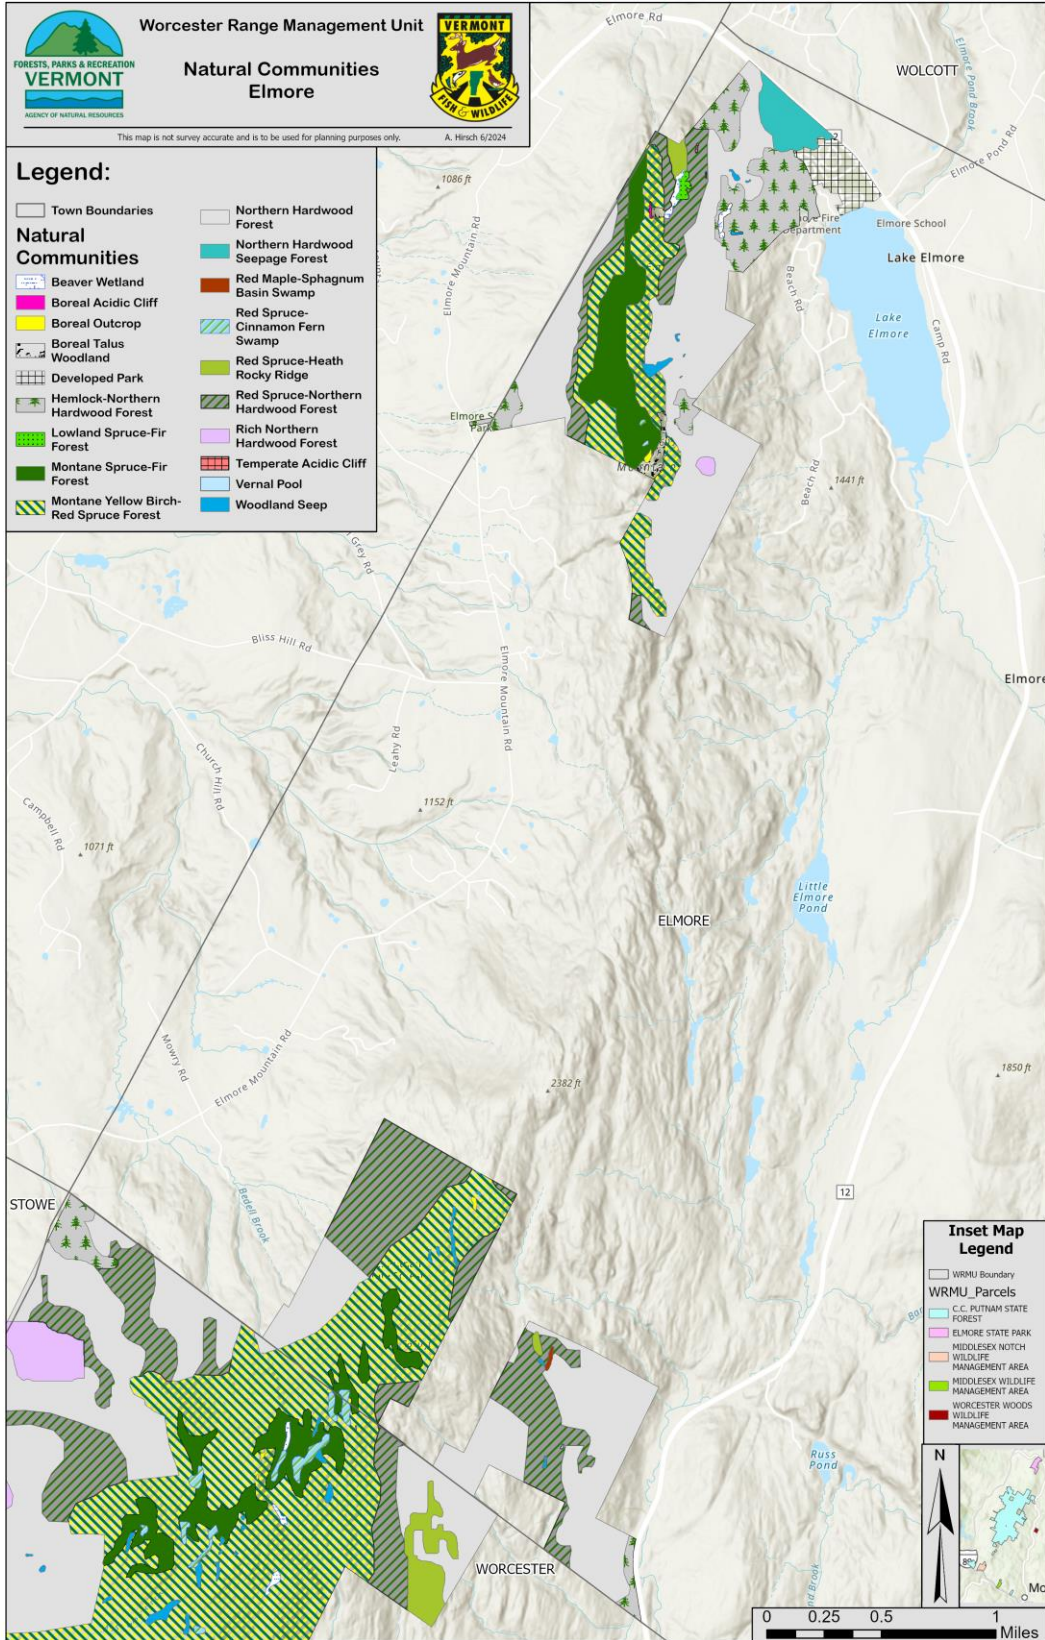 Worcester Range Management Unit
Natural Communities
Elmore
FORESTS, PARKS & RECREATION
VERMONT
AGENCY OF NATURAL RESOURCES
VERMONT
FISH & WILDLIFE
This map is not survey accurate and is to be used for planning purposes only.
A. Hirsch 6/2024
Legend:
Town Boundaries
Natural
Communities
Beaver Wetland
Boreal Acidic Cliff
Boreal Outcrop
Boreal Talus
Woodland
Developed Park
Hemlock-Northern
Hardwood Forest
Lowland Spruce-Fir
Forest
Montane Spruce-Fir
Forest
Montane Yellow Birch-
Red Spruce Forest
Northern Hardwood
Forest
Northern Hardwood
Seepage Forest
Red Maple-Sphagnum
Basin Swamp
Red Spruce-
Cinnamon Fern
Swamp
Red Spruce-Heath
Rocky Ridge
Red Spruce-Northern
Hardwood Forest
Rich Northern
Hardwood Forest
Temperate Acidic Cliff
Vernal Pool
Woodland Seep
Elmore Rd
WOLCOTT
Elmore Pond Brook
Elmore Pond Rd
1086 ft
Elmore Mountain Rd
Fire
Department
Elmore School
Lake Elmore
Beach Rd
Lake
Elmore
Camp Rd
Elmore S
Park
Beach Rd
1441 ft
Grey Rd
Bliss Hill Rd
Elmore Mountain Rd
Elmore
Leahy Rd
Church Hill Rd
1152 ft
Campbell Rd
1071 ft
Little
Elmore
Pond
ELMORE
Mowry Rd
Elmore Mountain Rd
2382 ft
1850 ft
12
STOWE
Bedell Brook
Russ
Pond
WORCESTER
Inset Map
Legend
WRMU Boundary
WRMU_Parcels
C.C. PUTNAM STATE
FOREST
ELMORE STATE PARK
MIDDLESEX NOTCH
WILDLIFE
MANAGEMENT AREA
MIDDLESEX WILDLIFE
MANAGEMENT AREA
WORCESTER WOODS
WILDLIFE
MANAGEMENT AREA
N
89
Mo
0 0.25 0.5 1
Miles